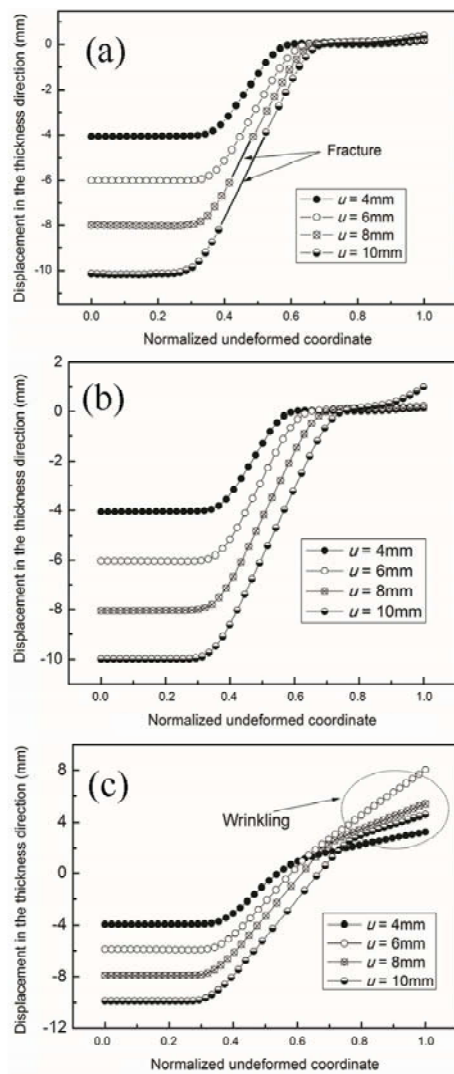 (a)
Displacement in the thickness direction (mm)
0
-2
-4
-6
-8
-10
Fracture
u = 4mm
u = 6mm
u = 8mm
u = 10mm
0.0 0.2 0.4 0.6 0.8 1.0
Normalized undeformed coordinate
(b)
Displacement in the thickness direction (mm)
2
0
-2
-4
-6
-8
-10
u = 4mm
u = 6mm
u = 8mm
u = 10mm
0.0 0.2 0.4 0.6 0.8 1.0
Normalized undeformed coordinate
(c)
Displacement in the thickness direction (mm)
8
4
0
-4
-8
-12
Wrinkling
u = 4mm
u = 6mm
u = 8mm
u = 10mm
0.0 0.2 0.4 0.6 0.8 1.0
Normalized undeformed coordinate